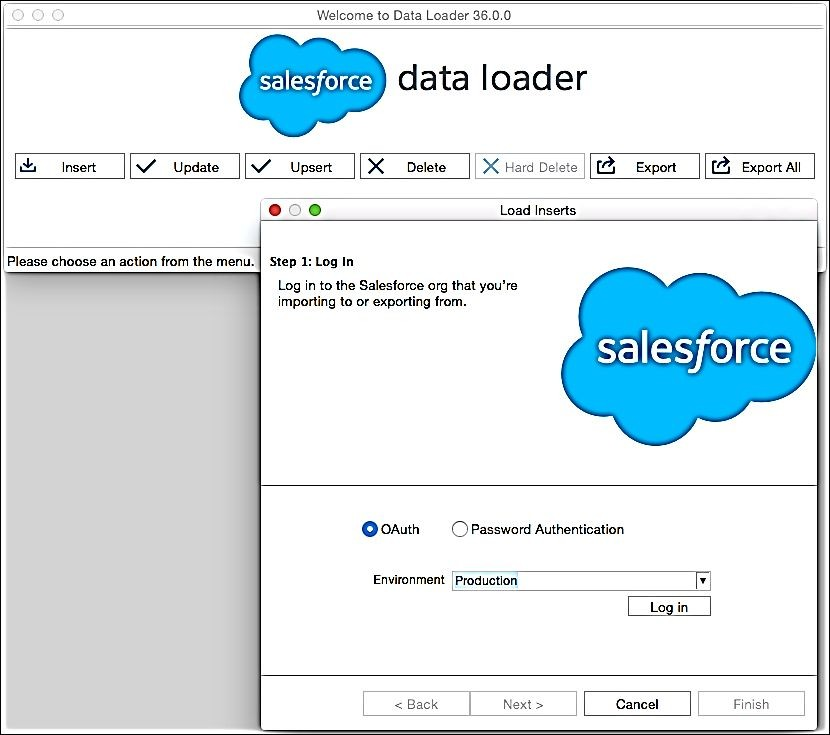 Welcome to Data Loader 36.0.0
salesforce data loader
Insert Update Upsert Delete Hard Delete Export Export All
Load Inserts
Please choose an action from the menu.
Step 1: Log In
Log in to the Salesforce org that you're
importing to or exporting from.
salesforce
OAuth Password Authentication
Environment Production
Log in
< Back Next > Cancel Finish